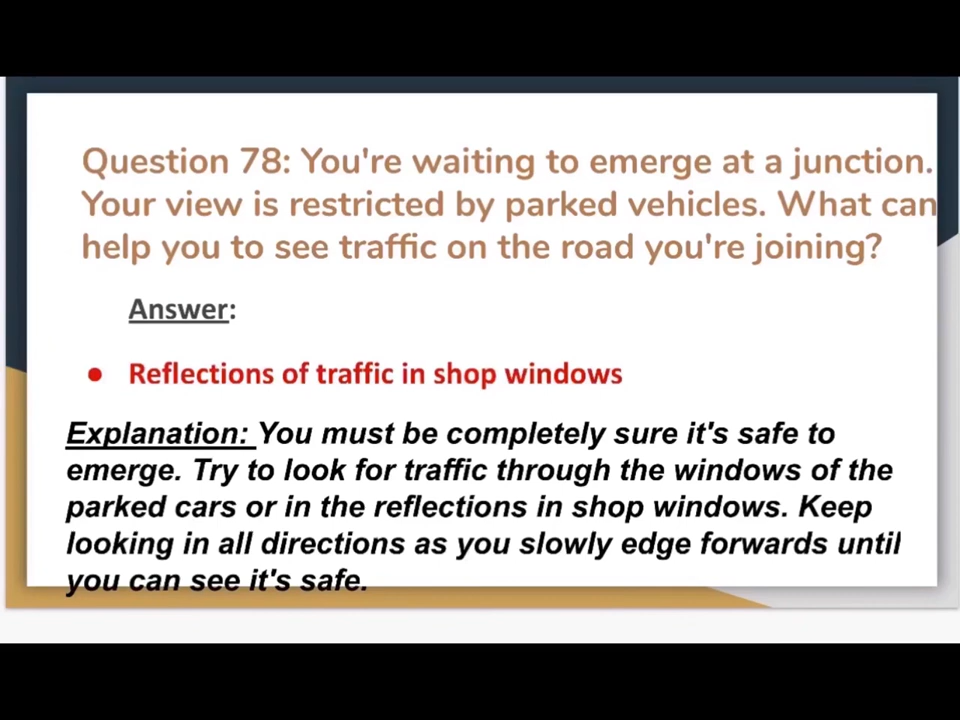 Question 78: You're waiting to emerge at a junction.
Your view is restricted by parked vehicles. What can
help you to see traffic on the road you're joining?
Answer:
● Reflections of traffic in shop windows
Explanation: You must be completely sure it's safe to
emerge. Try to look for traffic through the windows of the
parked cars or in the reflections in shop windows. Keep
looking in all directions as you slowly edge forwards until
you can see it's safe.